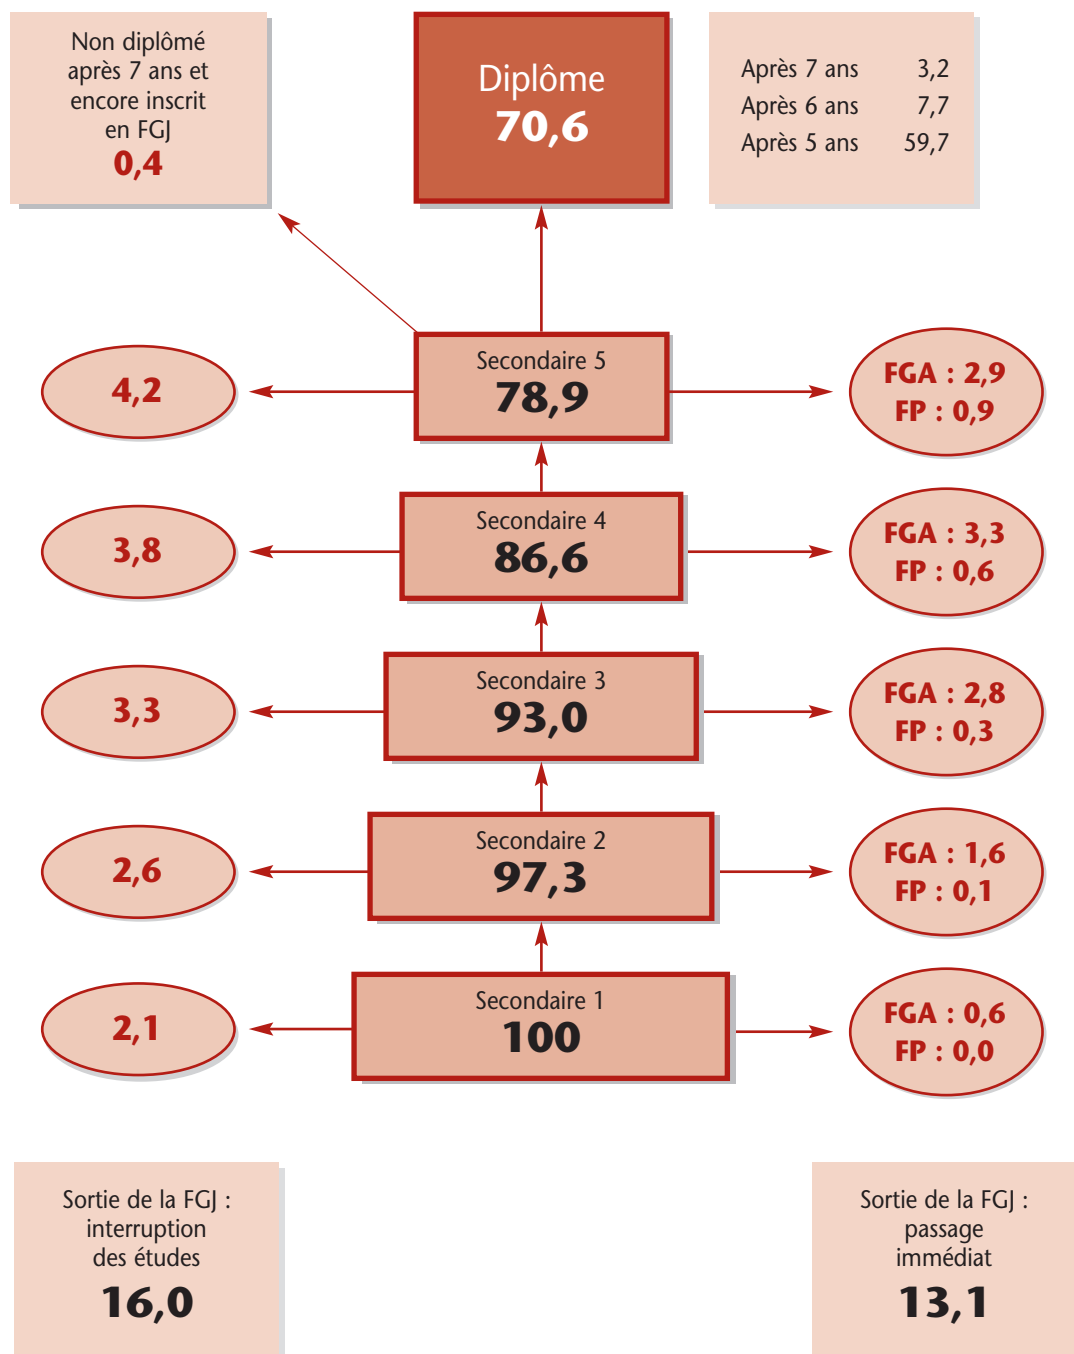 Non diplômé
après 7 ans et
encore inscrit
en FGJ
0,4
Diplôme
70,6
Après 7 ans 3,2
Après 6 ans 7,7
Après 5 ans 59,7
4,2
Secondaire 5
78,9
FGA : 2,9
FP : 0,9
3,8
Secondaire 4
86,6
FGA : 3,3
FP : 0,6
3,3
Secondaire 3
93,0
FGA : 2,8
FP : 0,3
2,6
Secondaire 2
97,3
FGA : 1,6
FP : 0,1
2,1
Secondaire 1
100
FGA : 0,6
FP : 0,0
Sortie de la FGJ :
interruption
des études
16,0
Sortie de la FGJ :
passage
immédiat
13,1